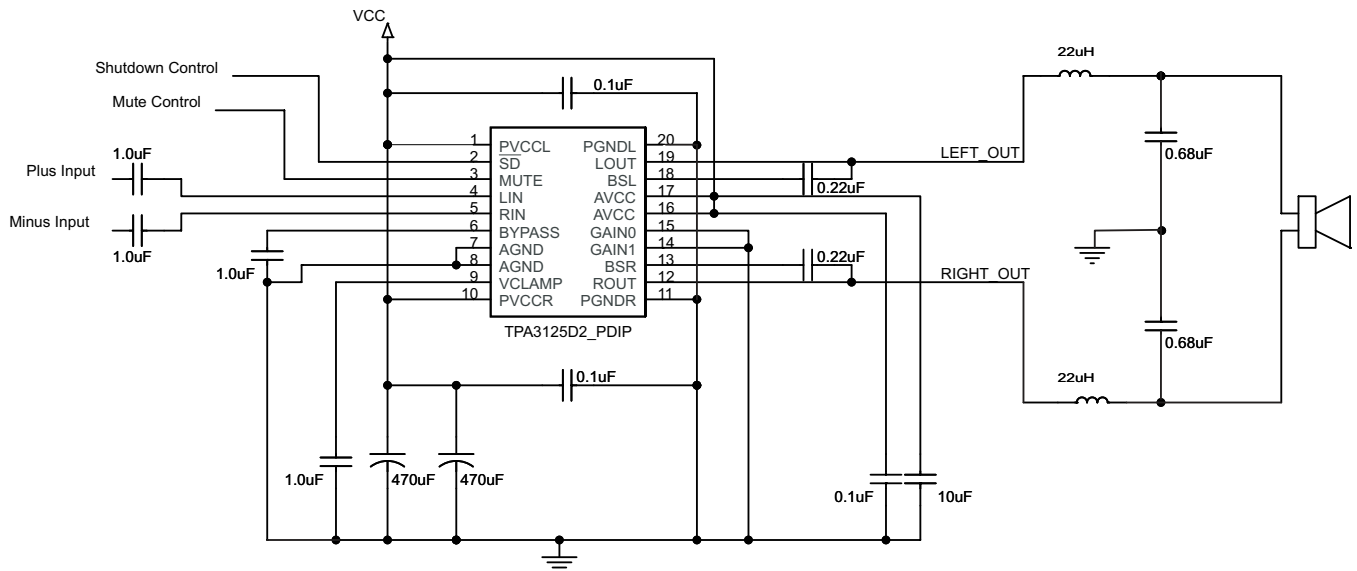 VCC
22uH
Shutdown Control
0.1uF
Mute Control
1 PVCCL PGNDL 20
2 SD LOUT 19
3 MUTE BSL 18
4 LIN AVCC 17
5 RIN AVCC 16
6 BYPASS GAIN0 15
7 AGND GAIN1 14
8 AGND BSR 13
9 VCLAMP ROUT 12
10 PVCCR PGNDR 11
TPA3125D2_PDIP
1.0uF
Plus Input
Minus Input
1.0uF
1.0uF
LEFT_OUT
0.22uF
0.68uF
0.22uF
RIGHT_OUT
0.68uF
0.1uF
22uH
1.0uF
470uF
470uF
0.1uF
10uF